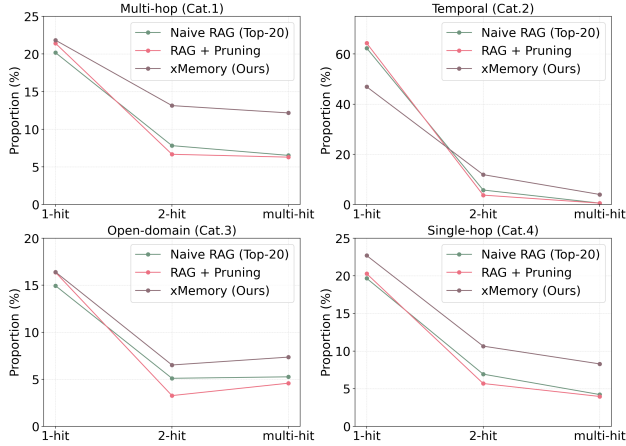 Multi-hop (Cat.1)
Proportion (%)
25
20
15
10
5
0
1-hit
2-hit
multi-hit
Naive RAG (Top-20)
RAG + Pruning
xMemory (Ours)
Temporal (Cat.2)
Proportion (%)
60
40
20
0
1-hit
2-hit
multi-hit
Naive RAG (Top-20)
RAG + Pruning
xMemory (Ours)
Open-domain (Cat.3)
Proportion (%)
20
15
10
5
0
1-hit
2-hit
multi-hit
Naive RAG (Top-20)
RAG + Pruning
xMemory (Ours)
Single-hop (Cat.4)
Proportion (%)
25
20
15
10
5
0
1-hit
2-hit
multi-hit
Naive RAG (Top-20)
RAG + Pruning
xMemory (Ours)